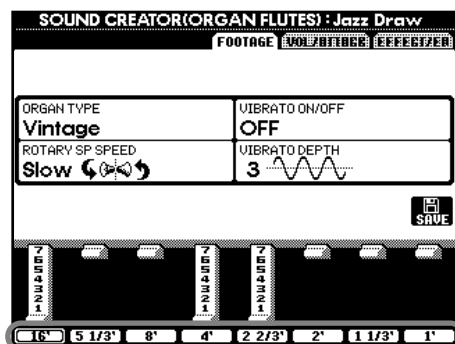 SOUND CREATOR(ORGAN FLUTES) : Jazz Draw
FOOTAGE VOL/ATTACK EFFECT/EQ
ORGAN TYPE
Vintage
VIBRATO ON/OFF
OFF
ROTARY SP SPEED
Slow
VIBRATO DEPTH
3
SAVE
7 7 7
6 6 6
5 5 5
4 4 4
3 3 3
2 2 2
1 1 1
16' 5 1/3' 8' 4' 2 2/3' 2' 1 1/3' 1'